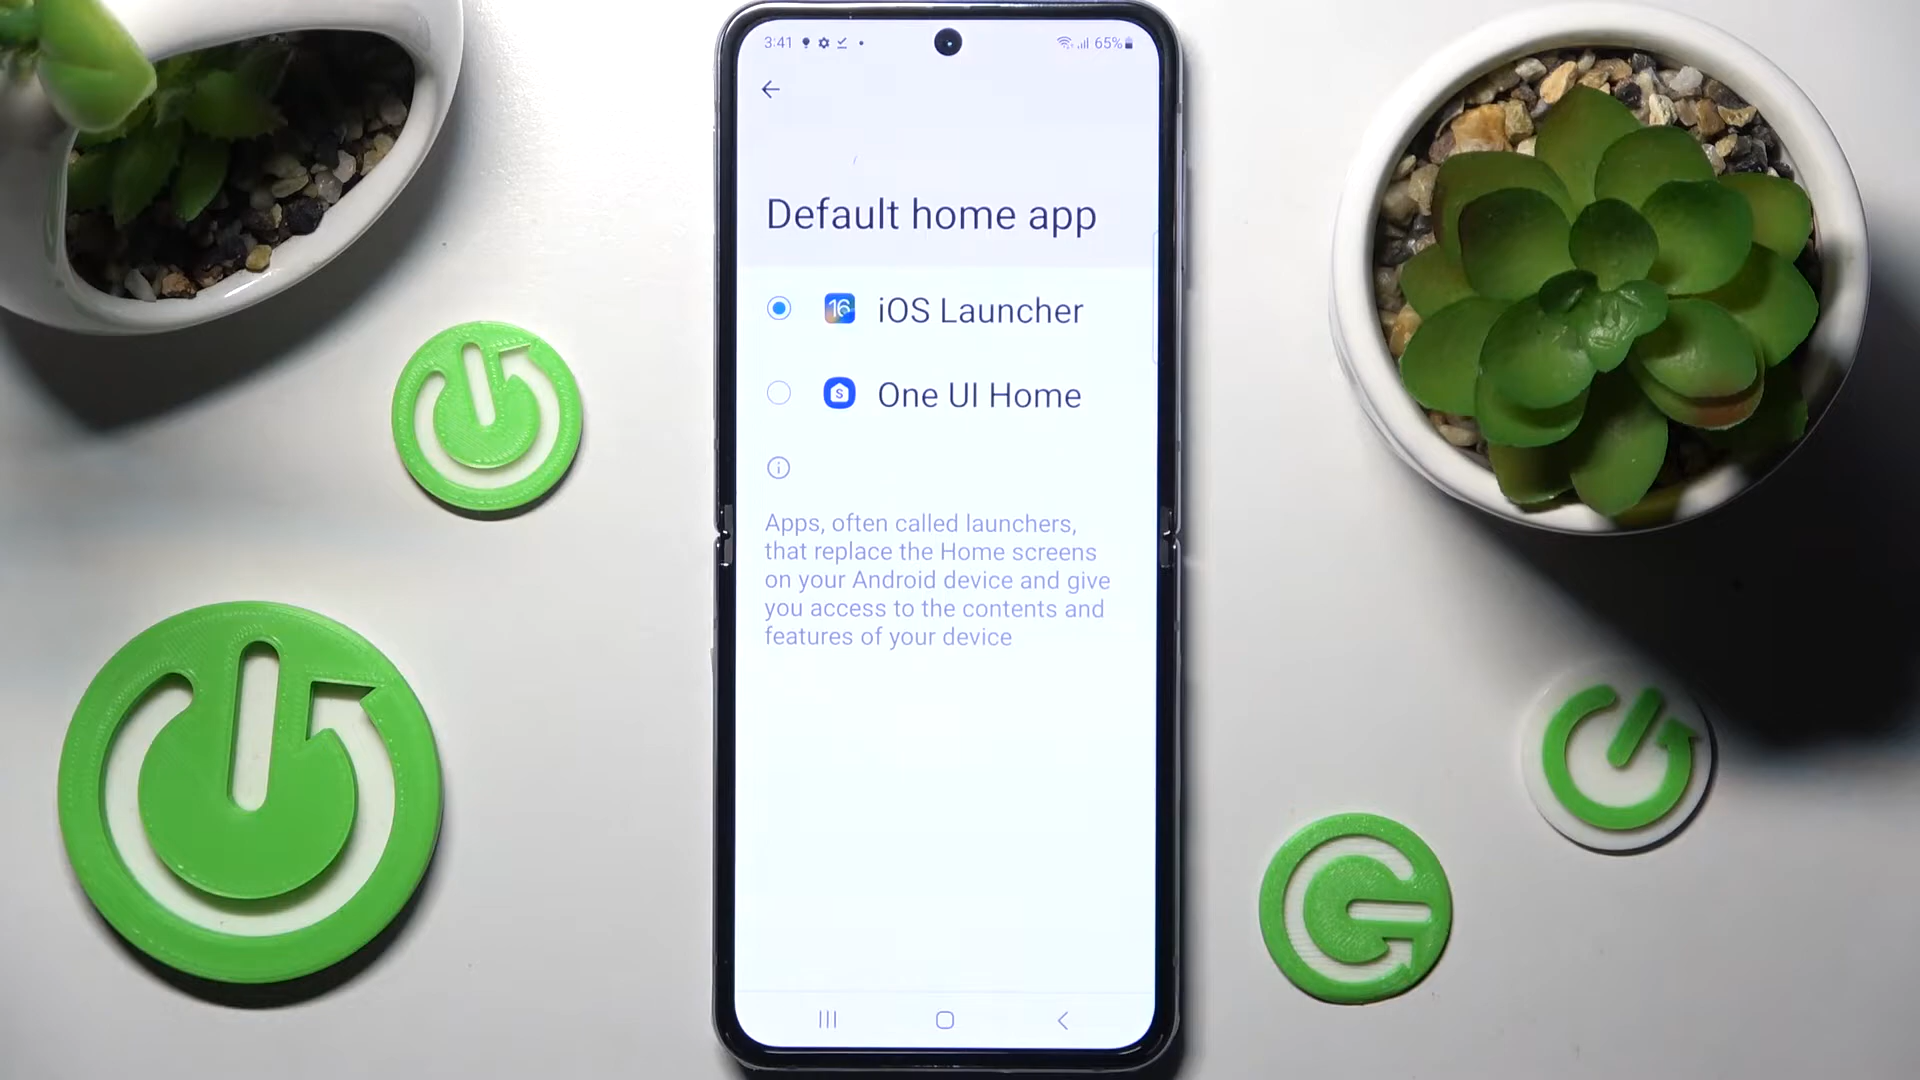 3:41
65%
Default home app
16 iOS Launcher
S One UI Home
Apps, often called launchers,
that replace the Home screens
on your Android device and give
you access to the contents and
features of your device